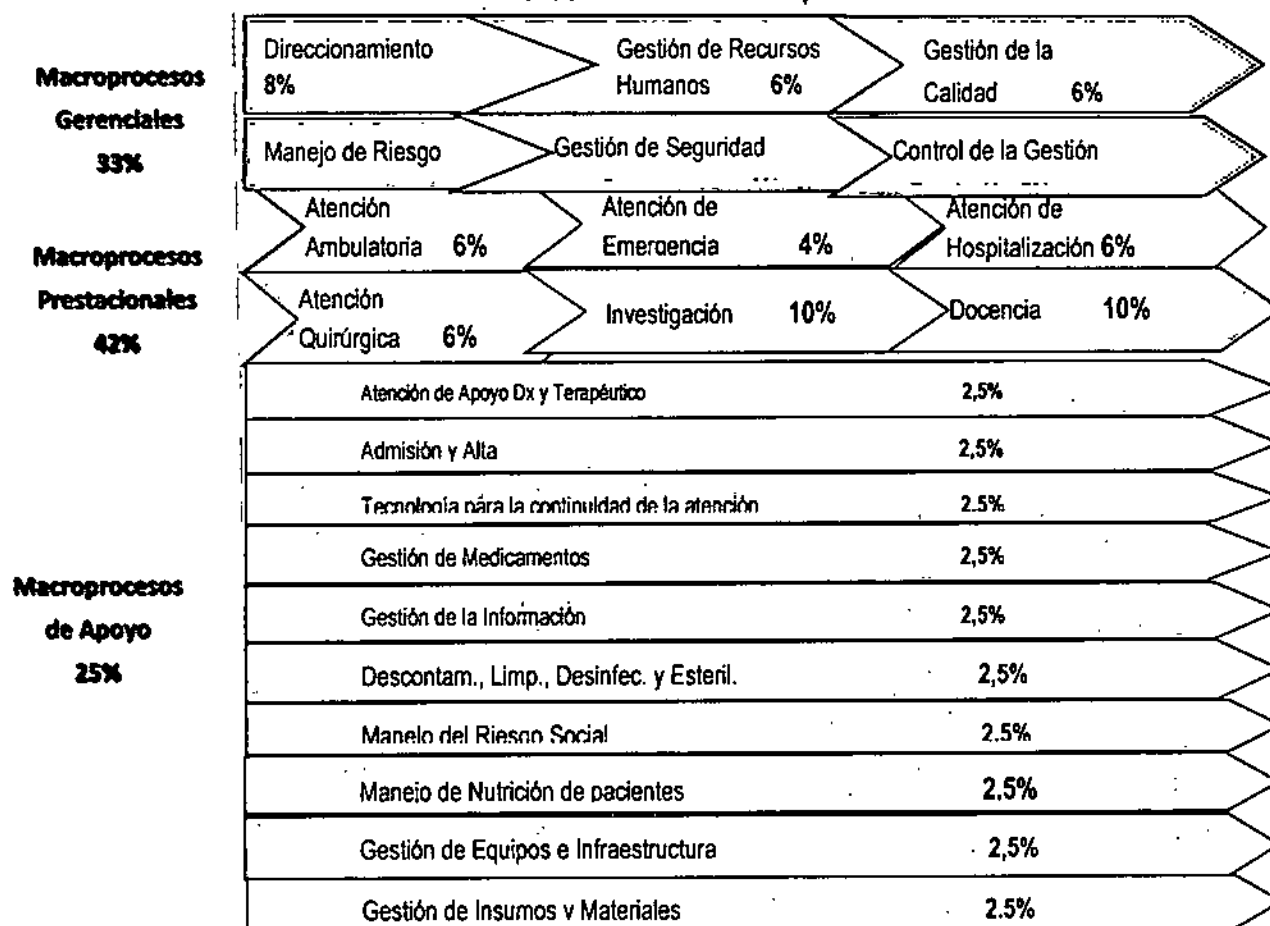 Macroprocesos
Gerenciales
33%
Direccionamiento
8%
Gestión de Recursos
Humanos 6%
Gestión de la
Calidad 6%
Manejo de Riesgo
Gestión de Seguridad
Control de la Gestión
Macroprocesos
Prestacionales
42%
Atención
Ambulatoria 6%
Atención de
Emergencia 4%
Atención de
Hospitalización 6%
Atención
Quirúrgica 6%
Investigación 10%
Docencia 10%
Macroprocesos
de Apoyo
25%
Atención de Apoyo Dx y Terapéutico 2,5%
Admisión y Alta 2,5%
Tecnología para la continuidad de la atención 2.5%
Gestión de Medicamentos 2,5%
Gestión de la Información 2,5%
Descontam., Limp., Desinfec. y Esteril. 2,5%
Manejo del Riesgo Social 2.5%
Manejo de Nutrición de pacientes 2,5%
Gestión de Equipos e Infraestructura 2,5%
Gestión de Insumos y Materiales 2.5%